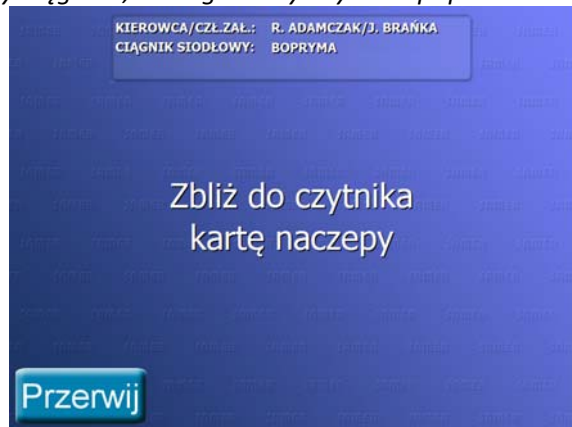 KIEROWCA/CZŁ.ZAŁ.: R. ADAMCZAK/J. BRAŃKA
CIĄGNIK SIODŁOWY: BOPRYMA
Zbliż do czytnika
kartę naczepy
Przerwij